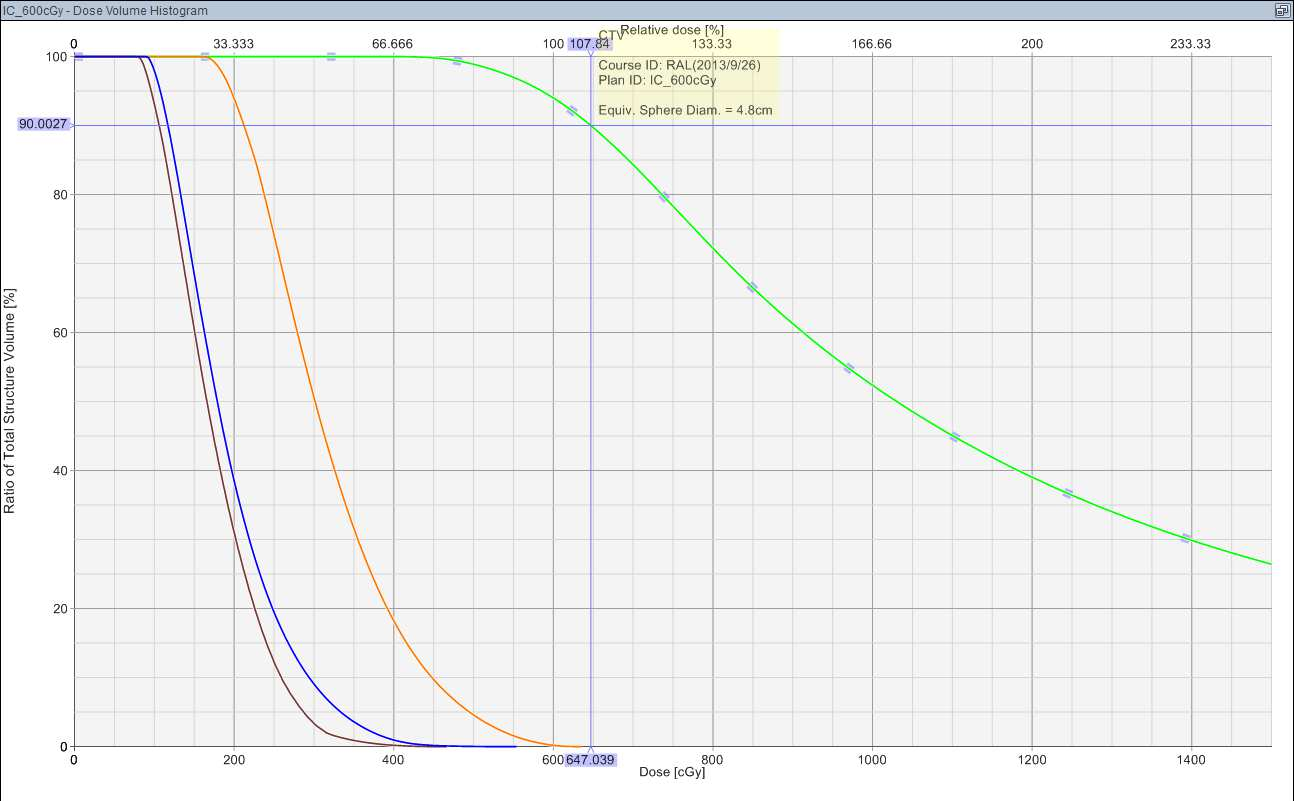 IC_600cGy - Dose Volume Histogram
Relative dose [%]
CTV
0 33.333 66.666 100 107.84 133.33 166.66 200 233.33
Course ID: RAL(2013/9/26)
Plan ID: IC_600cGy
Equiv. Sphere Diam. = 4.8cm
100
90.0027
80
60
40
20
0
Ratio of Total Structure Volume [%]
0 200 400 600 647.039 800 1000 1200 1400
Dose [cGy]